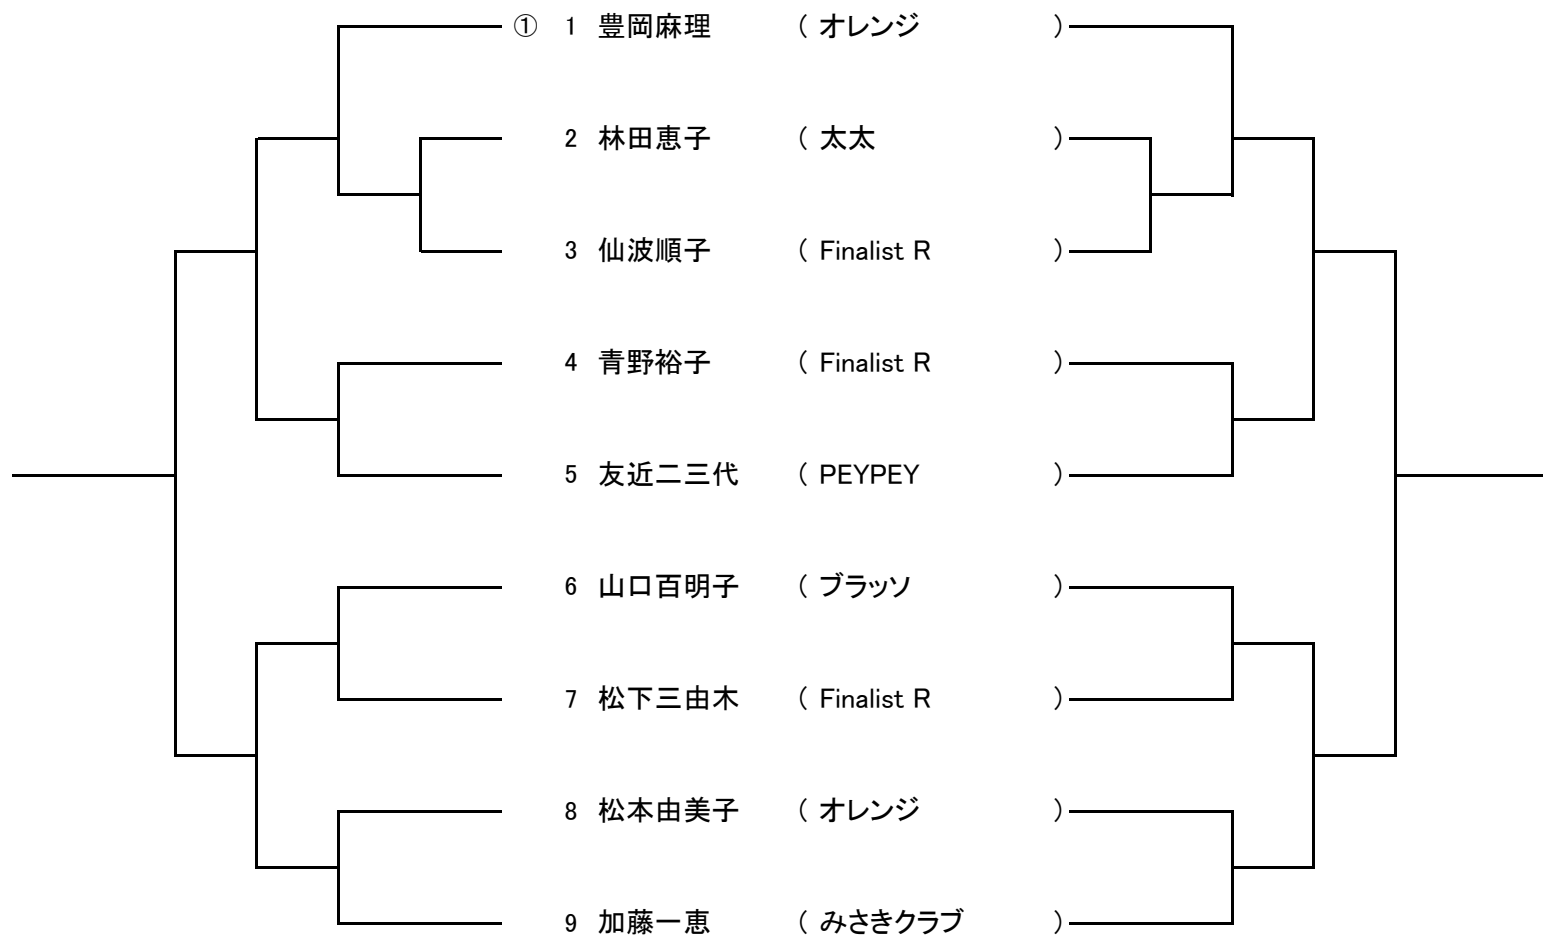 ① 1 豊岡麻理 ( オレンジ )
2 林田恵子 ( 太太 )
3 仙波順子 ( Finalist R )
4 青野裕子 ( Finalist R )
5 友近二三代 ( PEYPEY )
6 山口百明子 ( ブラッソ )
7 松下三由木 ( Finalist R )
8 松本由美子 ( オレンジ )
9 加藤一恵 ( みさきクラブ )